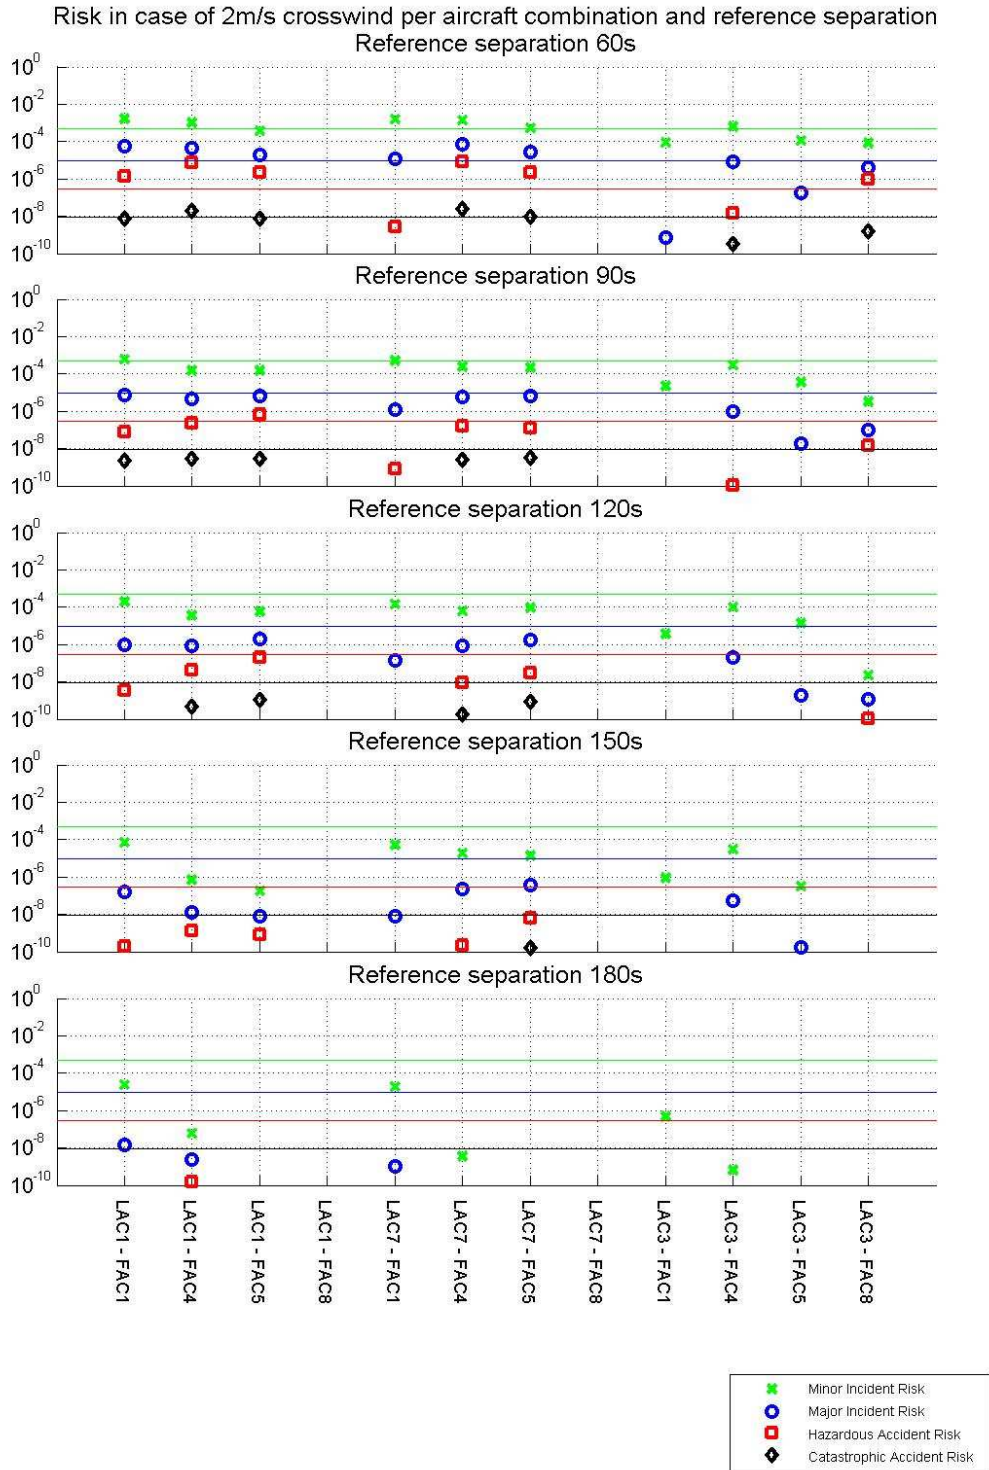 Risk in case of 2m/s crosswind per aircraft combination and reference separation
Reference separation 60s
10^0
10^-2
10^-4
10^-6
10^-8
10^-10
Reference separation 90s
10^0
10^-2
10^-4
10^-6
10^-8
10^-10
Reference separation 120s
10^0
10^-2
10^-4
10^-6
10^-8
10^-10
Reference separation 150s
10^0
10^-2
10^-4
10^-6
10^-8
10^-10
Reference separation 180s
10^0
10^-2
10^-4
10^-6
10^-8
10^-10
LAC1 - FAC1
LAC1 - FAC4
LAC1 - FAC5
LAC1 - FAC8
LAC7 - FAC1
LAC7 - FAC4
LAC7 - FAC5
LAC7 - FAC8
LAC3 - FAC1
LAC3 - FAC4
LAC3 - FAC5
LAC3 - FAC8
Minor Incident Risk
Major Incident Risk
Hazardous Accident Risk
Catastrophic Accident Risk